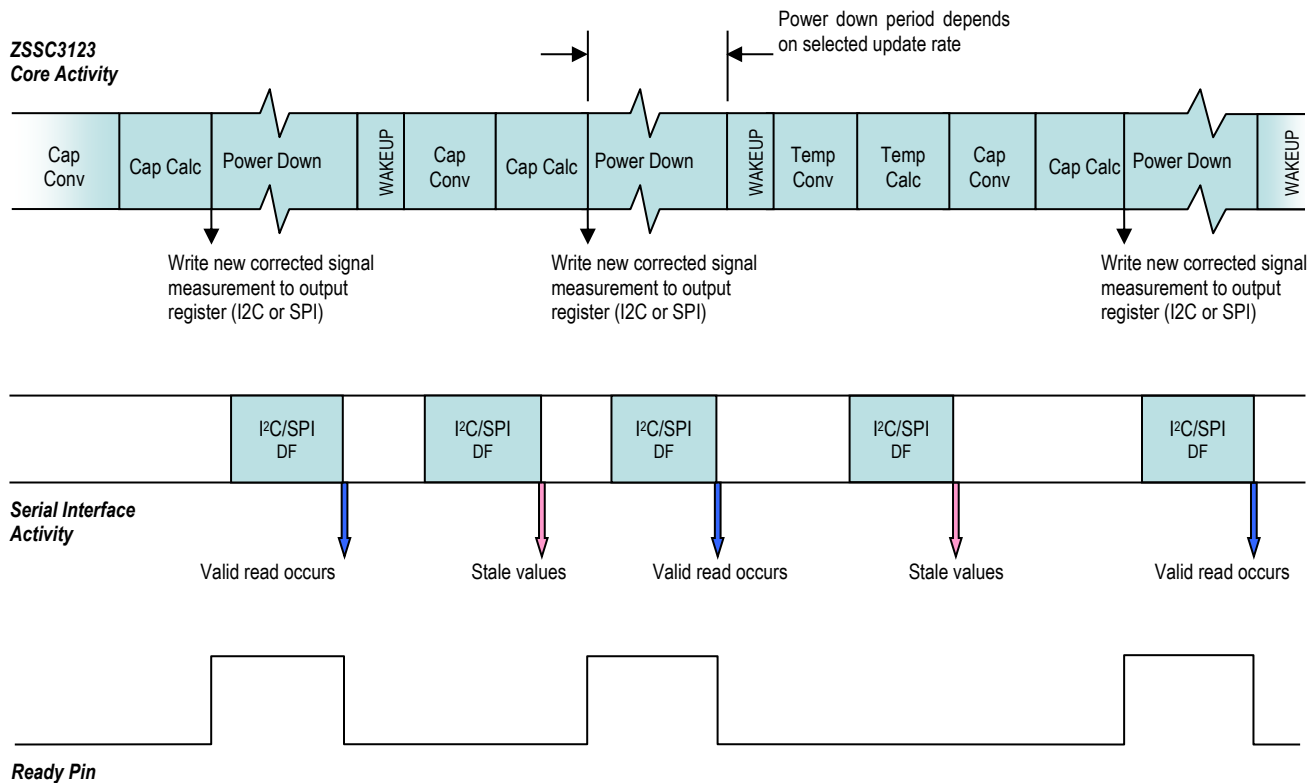 Power down period depends
on selected update rate
ZSSC3123
Core Activity
Cap
Conv
Cap Calc
Power Down
WAKEUP
Cap
Conv
Cap Calc
Power Down
WAKEUP
Temp
Conv
Temp
Calc
Cap
Conv
Cap Calc
Power Down
WAKEUP
Write new corrected signal
measurement to output
register (I2C or SPI)
Write new corrected signal
measurement to output
register (I2C or SPI)
Write new corrected signal
measurement to output
register (I2C or SPI)
I²C/SPI
DF
I²C/SPI
DF
I²C/SPI
DF
I²C/SPI
DF
I²C/SPI
DF
Serial Interface
Activity
Valid read occurs
Stale values
Valid read occurs
Stale values
Valid read occurs
Ready Pin